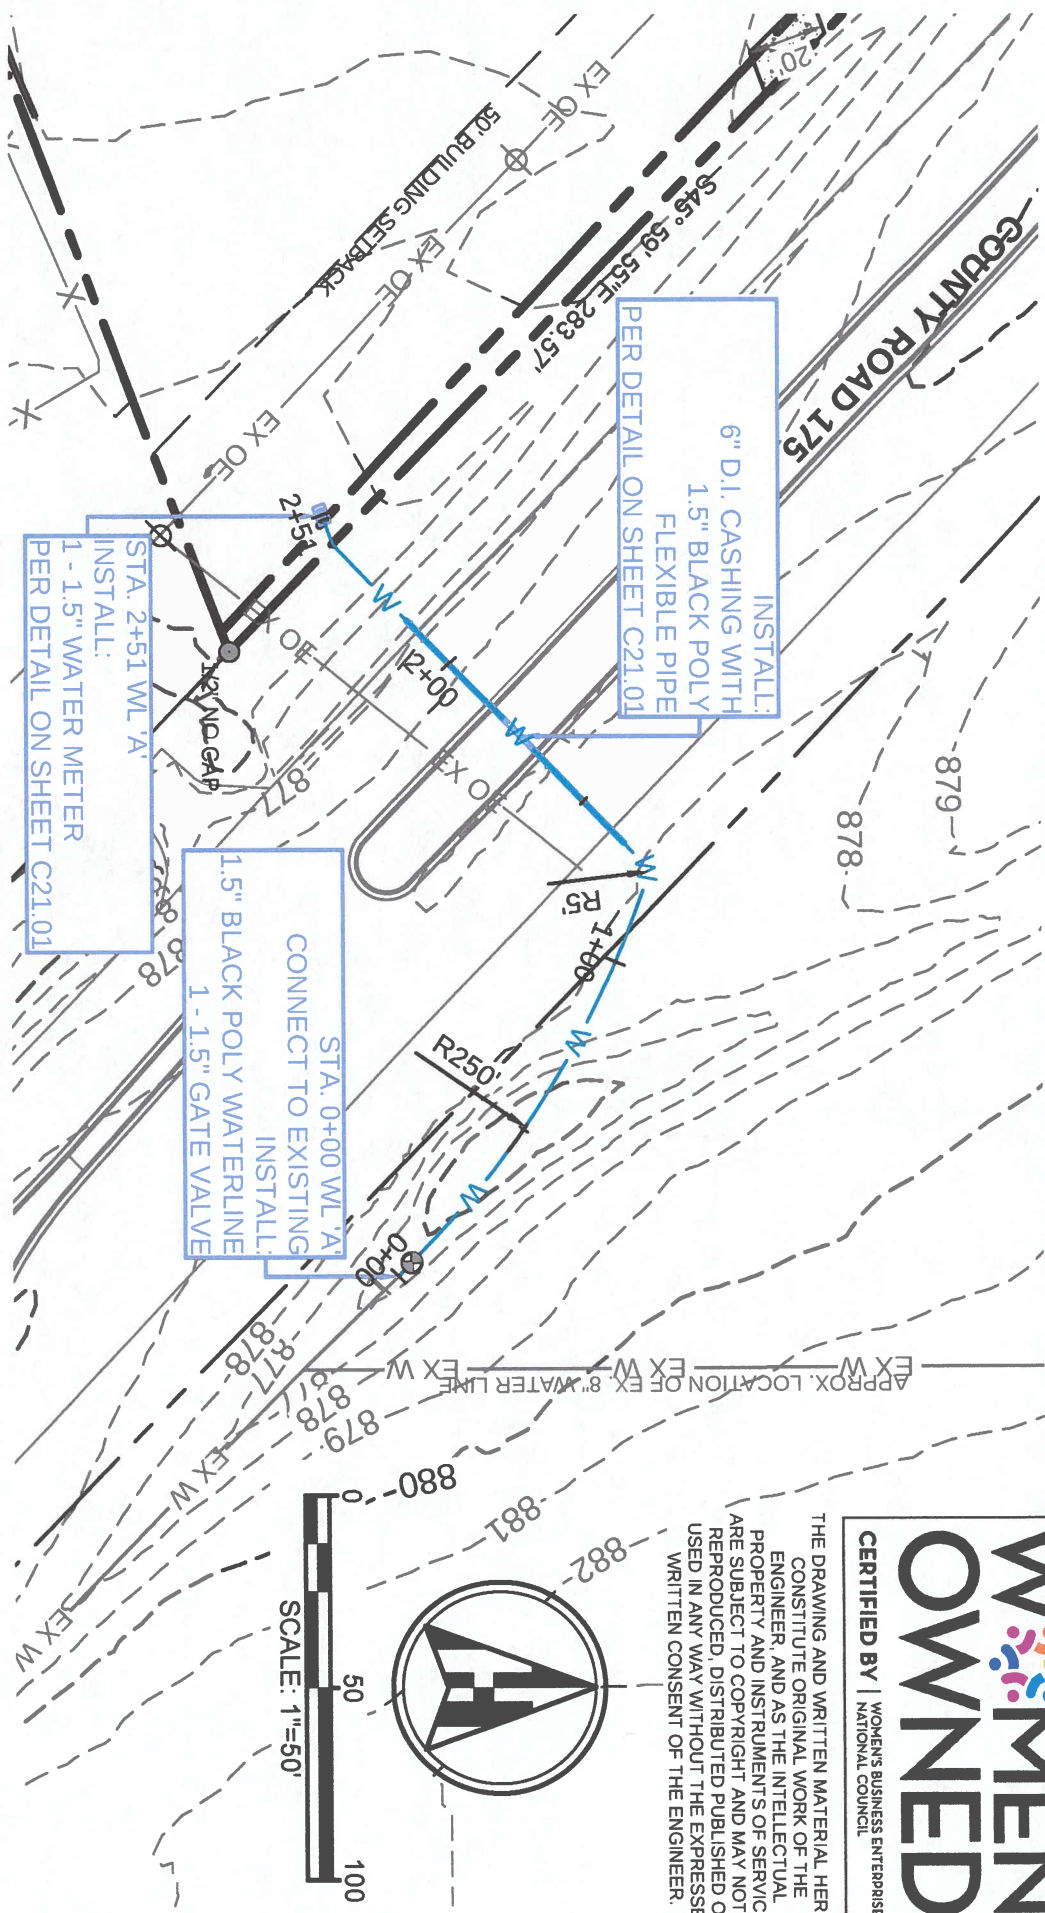 COUNTY ROAD 175
20'
S45° 59' 55"E 283.57'
50' BUILDING SETBACK
EX OE
EX OE
EX OE
EX OE
EX OE
X
X
INSTALL:
6" D.I. CASHING WITH
1.5" BLACK POLY
FLEXIBLE PIPE
PER DETAIL ON SHEET C21.01
2+51
W
2+00
W
W
R5'
1+00
W
R250'
W
0+00
1/2" NO CAP
STA. 2+51 WL 'A'
INSTALL:
1 - 1.5" WATER METER
PER DETAIL ON SHEET C21.01
STA. 0+00 WL 'A'
CONNECT TO EXISTING
INSTALL:
1.5" BLACK POLY WATERLINE
1 - 1.5" GATE VALVE
877
878
879
878
878
877
878
879
880
881
882
EX W
EX W
EX W
EX W
EX W
APPROX. LOCATION OF EX. 8" WATER LINE
0
50
100
SCALE: 1"=50'
WOMEN
OWNED
CERTIFIED BY
WOMEN'S BUSINESS ENTERPRISE
NATIONAL COUNCIL
THE DRAWING AND WRITTEN MATERIAL HER
CONSTITUTE ORIGINAL WORK OF THE
ENGINEER, AND AS THE INTELLECTUAL
PROPERTY AND INSTRUMENTS OF SERVIC
ARE SUBJECT TO COPYRIGHT AND MAY NOT
REPRODUCED, DISTRIBUTED PUBLISHED O
USED IN ANY WAY WITHOUT THE EXPRESSE
WRITTEN CONSENT OF THE ENGINEER.